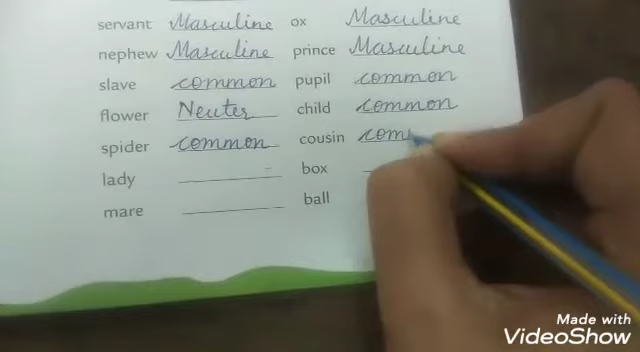 servant Masculine ox Masculine
nephew Masculine prince Masculine
slave common pupil common
flower Neuter child common
spider common cousin com
lady box
mare ball
Made with
VideoShow